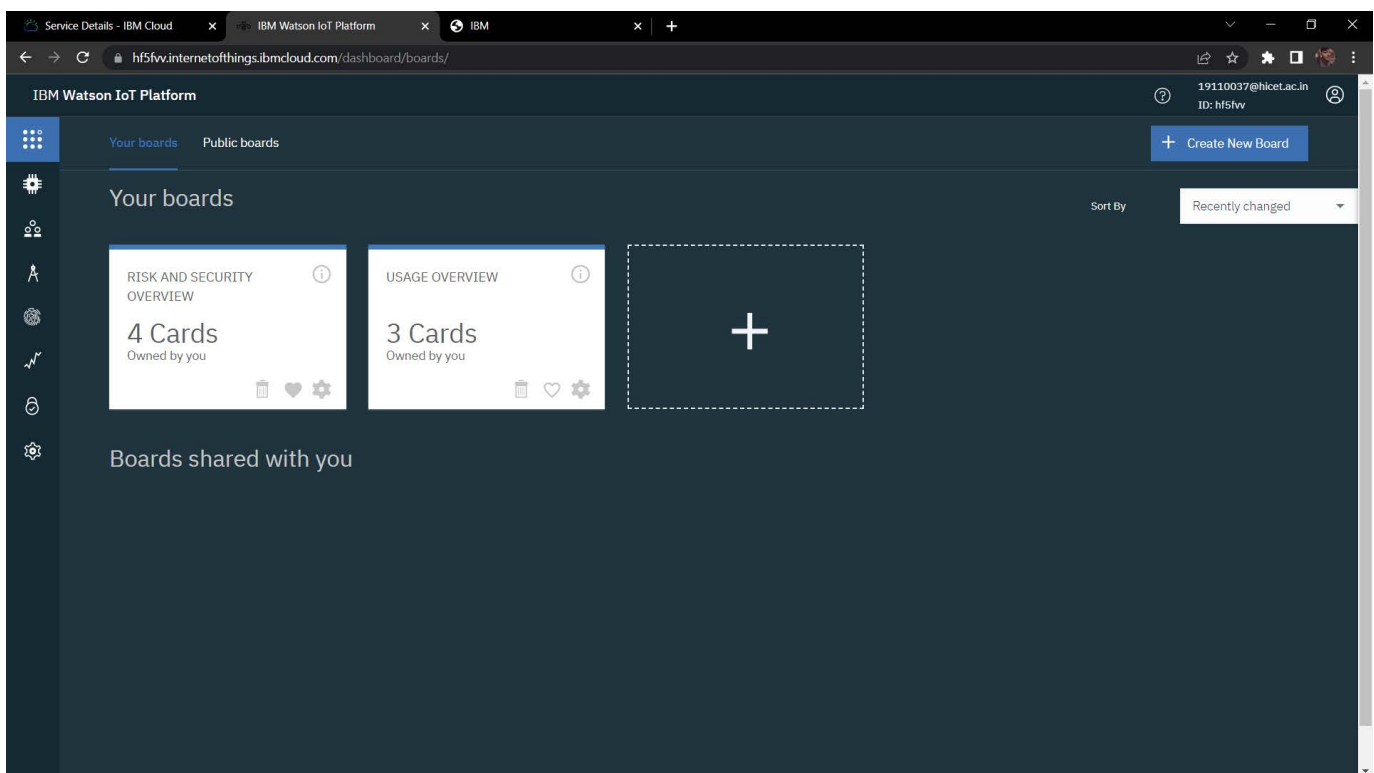 Service Details - IBM Cloud
IBM Watson IoT Platform
IBM
hf5fvv.internetofthings.ibmcloud.com/dashboard/boards/
IBM Watson IoT Platform
19110037@hicet.ac.in
ID: hf5fvv
Your boards
Public boards
Create New Board
Your boards
Sort By
Recently changed
RISK AND SECURITY
OVERVIEW
4 Cards
Owned by you
USAGE OVERVIEW
3 Cards
Owned by you
Boards shared with you